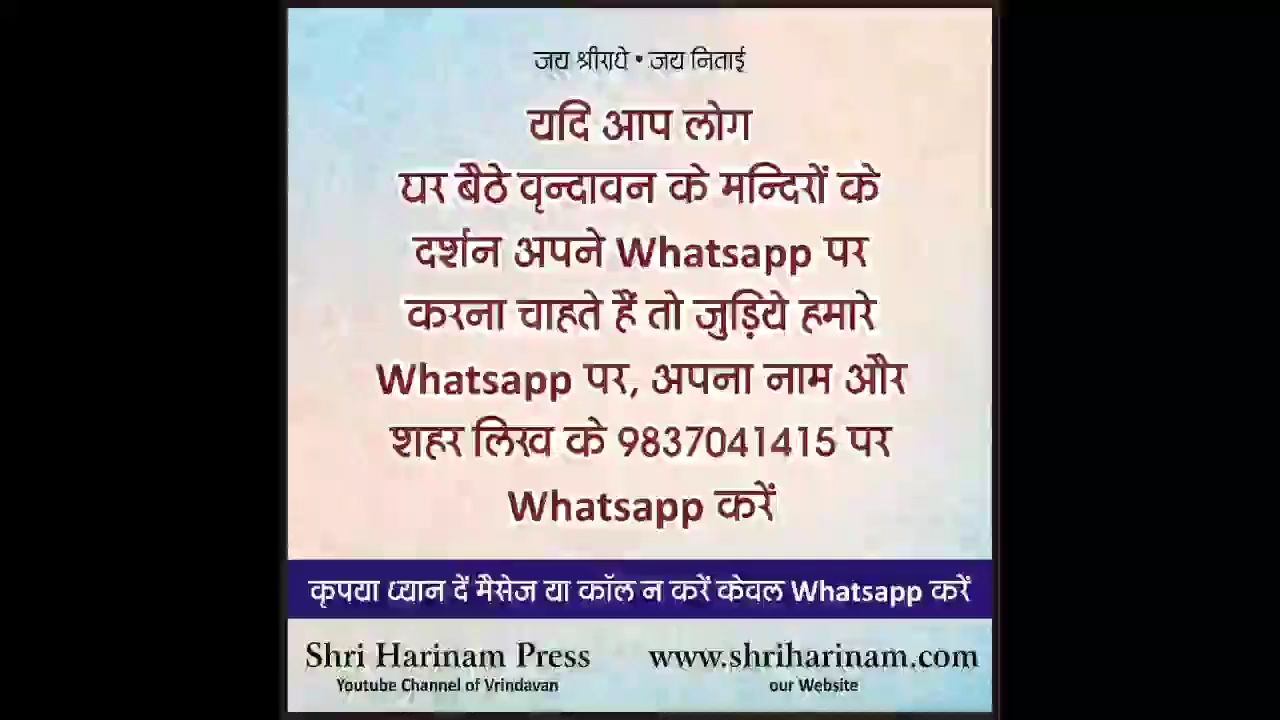 जय श्रीराधे • जय निताई
यदि आप लोग
घर बैठे वृन्दावन के मन्दिरों के
दर्शन अपने Whatsapp पर
करना चाहते हैं तो जुड़िये हमारे
Whatsapp पर, अपना नाम और
शहर लिख के 9837041415 पर
Whatsapp करें
कृपया ध्यान दें मैसेज या कॉल न करें केवल Whatsapp करें
Shri Harinam Press www.shriharinam.com
Youtube Channel of Vrindavan our Website